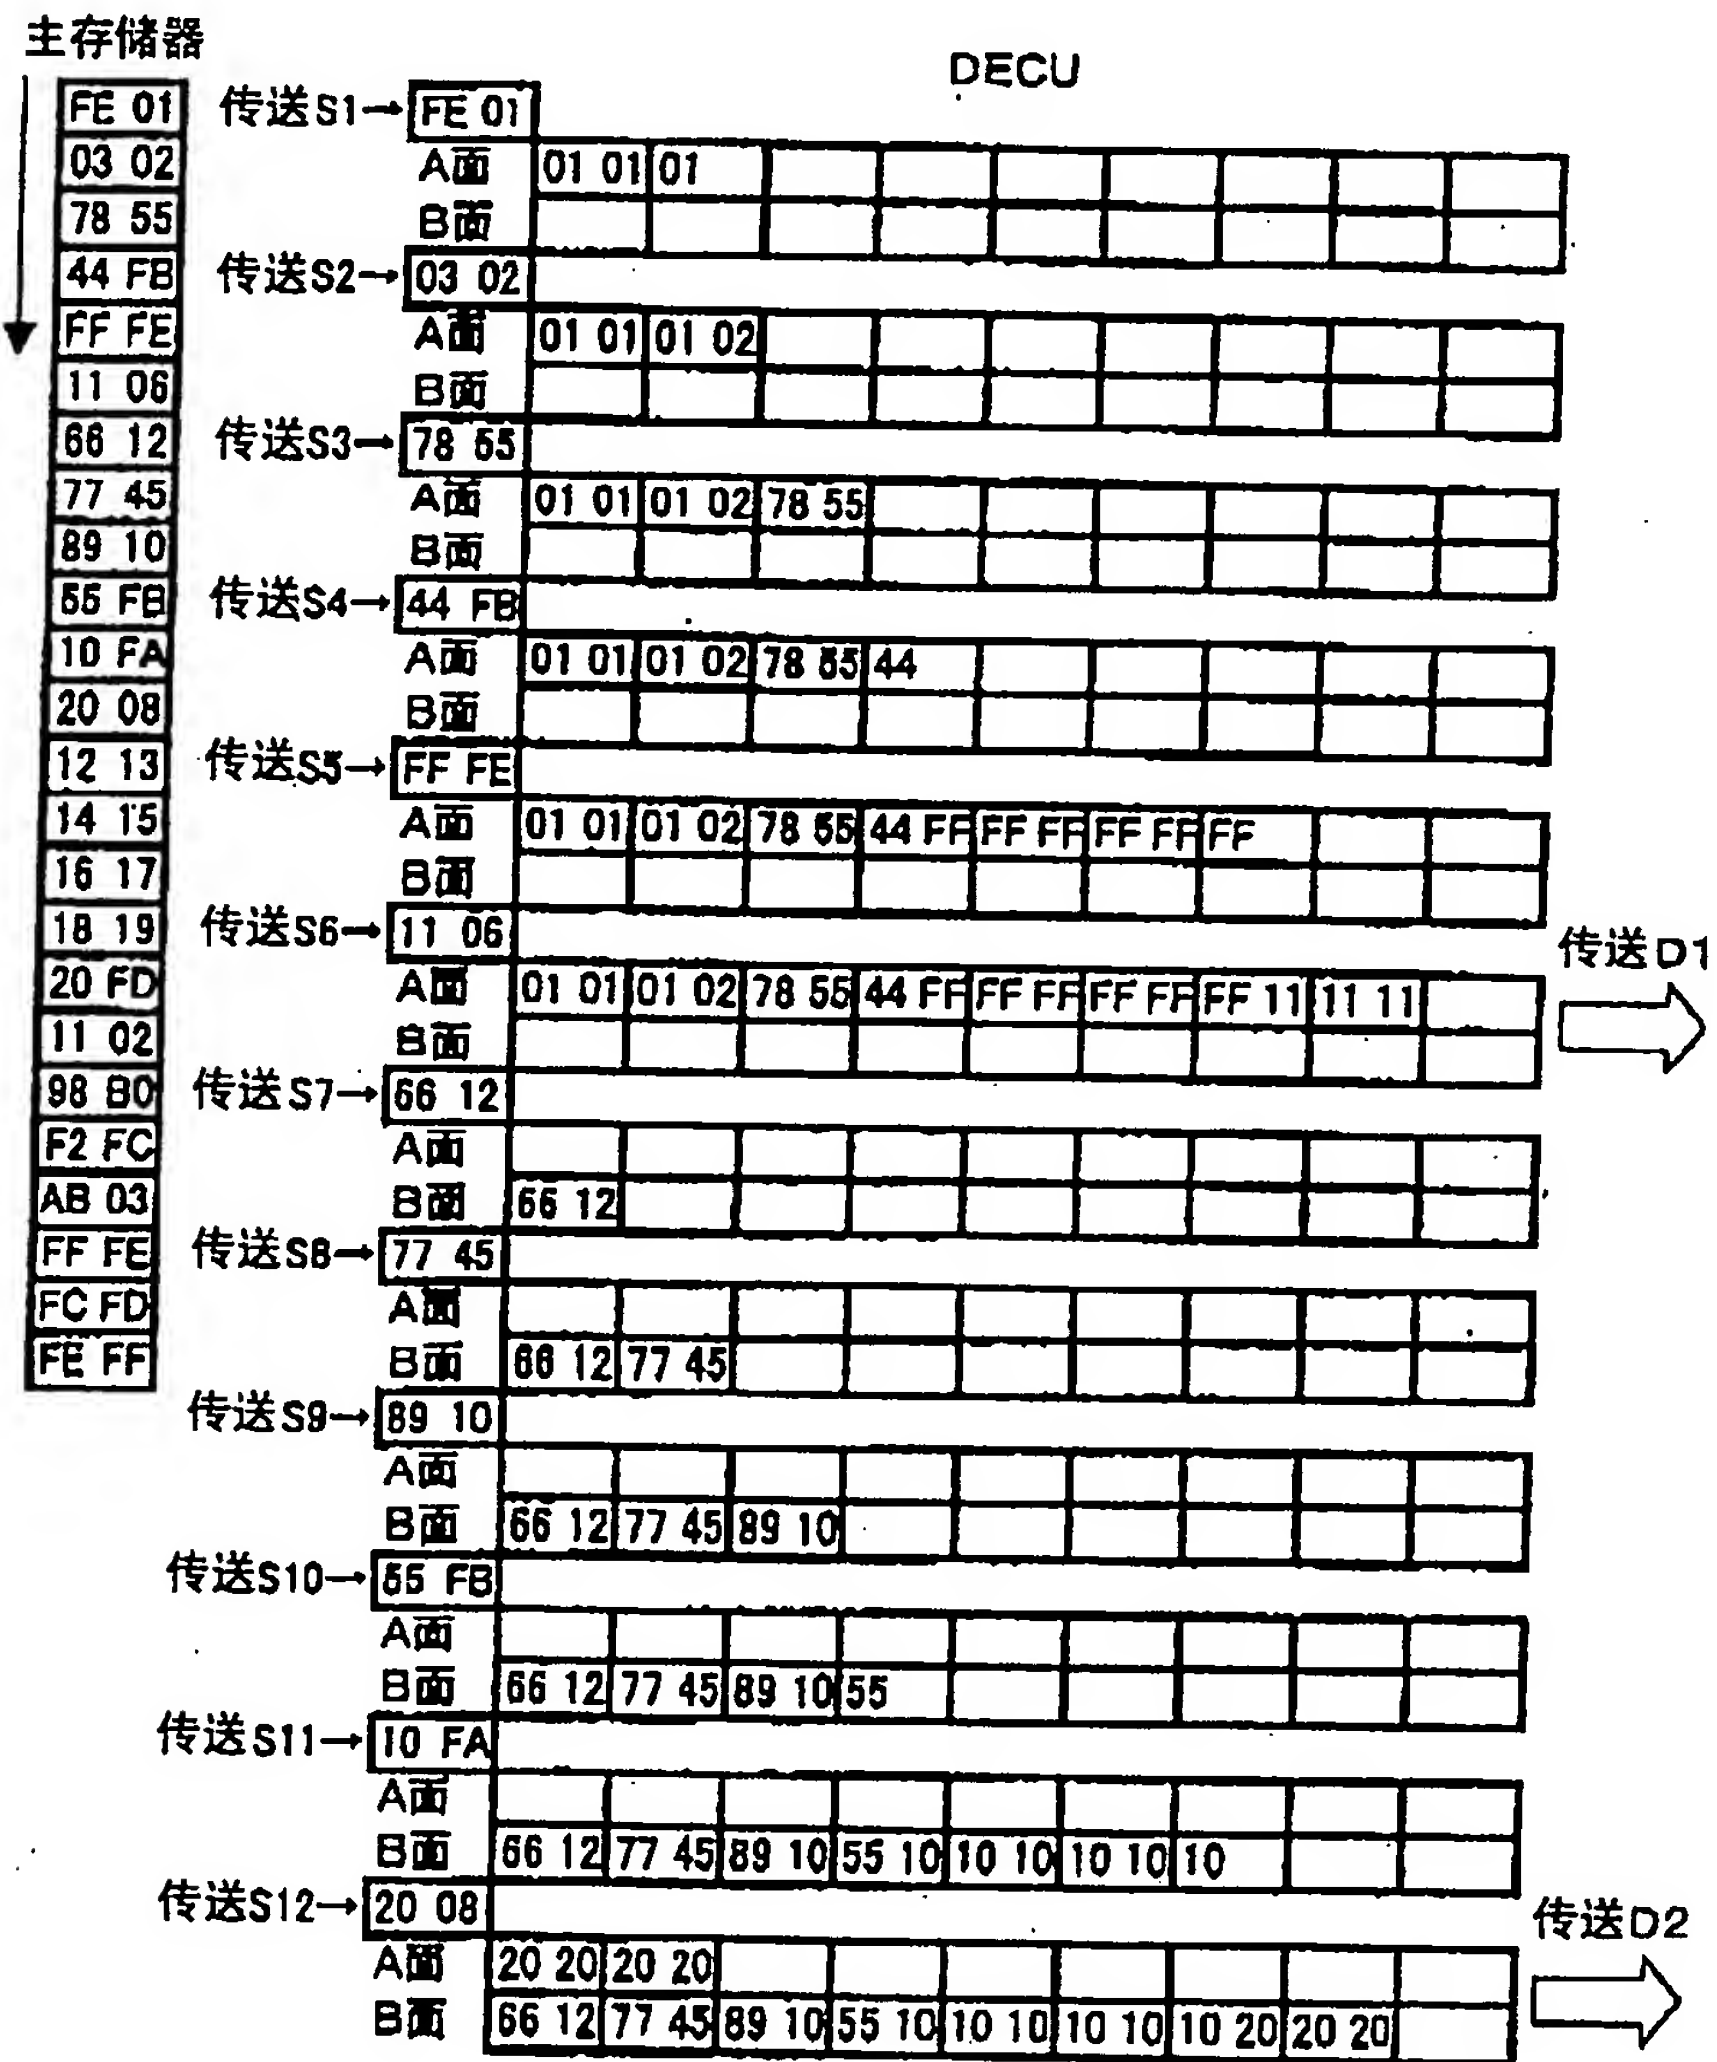 主存储器
FE 01
03 02
78 55
44 FB
FF FE
11 06
66 12
77 45
89 10
55 FB
10 FA
20 08
12 13
14 15
16 17
18 19
20 FD
11 02
98 B0
F2 FC
AB 03
FF FE
FC FD
FE FF
DECU
传送S1→ FE 01
A面 01 01 01
B面
传送S2→ 03 02
A面 01 01 01 02
B面
传送S3→ 78 55
A面 01 01 01 02 78 55
B面
传送S4→ 44 FB
A面 01 01 01 02 78 55 44
B面
传送S5→ FF FE
A面 01 01 01 02 78 55 44 FF FF FF FF FF FF
B面
传送S6→ 11 06
A面 01 01 01 02 78 55 44 FF FF FF FF FF FF 11 11 11
B面
传送D1
传送S7→ 66 12
A面
B面 66 12
传送S8→ 77 45
A面
B面 66 12 77 45
传送S9→ 89 10
A面
B面 66 12 77 45 89 10
传送S10→ 55 FB
A面
B面 66 12 77 45 89 10 55
传送S11→ 10 FA
A面
B面 66 12 77 45 89 10 55 10 10 10 10 10 10
传送S12→ 20 08
A面 20 20 20 20
B面 66 12 77 45 89 10 55 10 10 10 10 10 10 20 20 20
传送D2